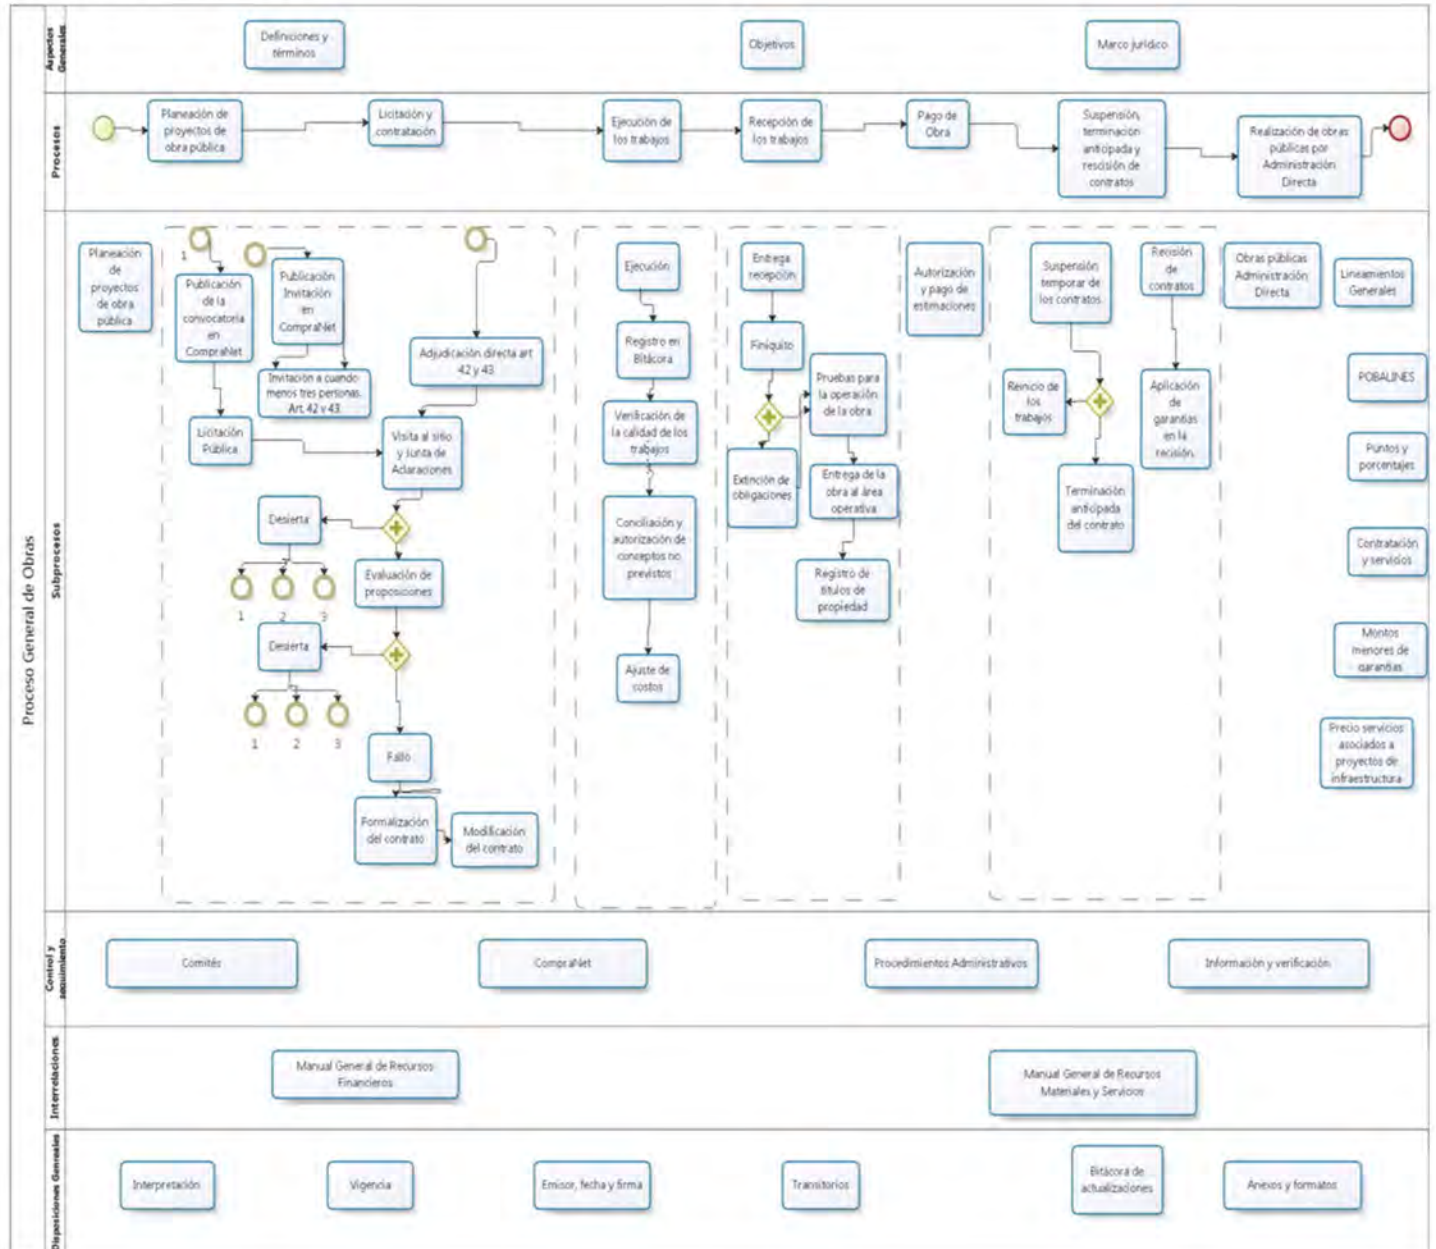 Proceso General de Obras
Aspectos
Generales
Definiciones y
términos
Objetivos
Marco jurídico
Procesos
Planeación de
proyectos de
obra pública
Licitación y
contratación
Ejecución de
los trabajos
Recepción de
los trabajos
Pago de
Obra
Suspensión,
terminación
anticipada y
rescisión de
contratos
Realización de obras
públicas por
Administración
Directa
Subprocesos
Planeación
de
proyectos
de obra
pública
1
Publicación
de la
convocatoria
en
CompraNet
Publicación
Invitación
en
CompraNet
Invitación a cuando
menos tres personas.
Art. 42 y 43
Adjudicación directa art
42 y 43
Licitación
Pública
Visita al sitio
y Junta de
Aclaraciones
Desierta
1
2
3
Evaluación de
proposiciones
Desierta
1
2
3
Fallo
Formalización
del contrato
Modificación
del contrato
Ejecución
Registro en
Bitácora
Verificación de
la calidad de los
trabajos
Conciliación y
autorización de
conceptos no
previstos
Ajuste de
costos
Entrega
recepción
Finiquito
Pruebas para
la operación
de la obra
Extinción de
obligaciones
Entrega de la
obra al área
operativa
Registro de
títulos de
propiedad
Autorización
y pago de
estimaciones
Suspensión
temporar de
los contratos
Reinicio de
los
trabajos
Terminación
anticipada
del contrato
Recisión
de
contratos
Aplicación
de
garantías
en la
recisión.
Obras públicas
Administración
Directa
Lineamientos
Generales
POBALINES
Puntos y
porcentajes
Contratación
y servicios
Montos
menores de
garantías
Precio servicios
asociados a
proyectos de
infraestructura
Control y
seguimiento
Comités
CompraNet
Procedimientos Administrativos
Información y verificación
Interrelaciones
Manual General de Recursos
Financieros
Manual General de Recursos
Materiales y Servicios
Disposiciones Genreales
Interpretación
Vigencia
Emisor, fecha y firma
Transitorios
Bitácora de
actualizaciones
Anexos y formatos